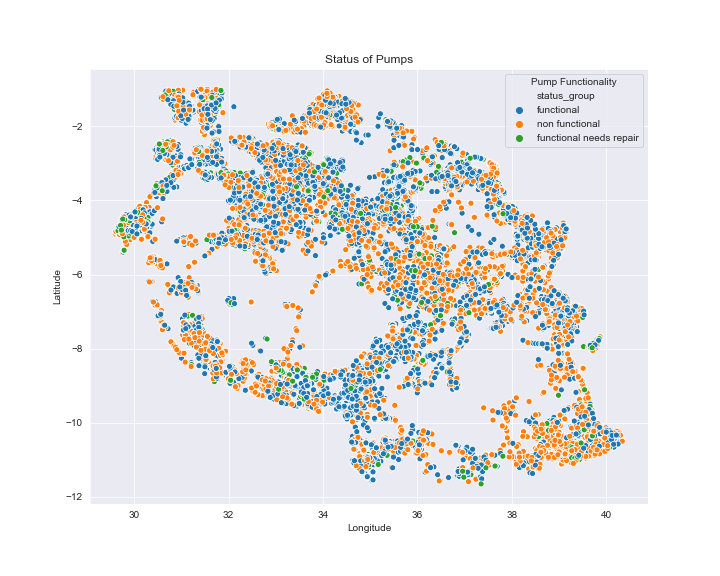 Status of Pumps
Pump Functionality
status_group
functional
non functional
functional needs repair
−2
−4
−6
−8
−10
−12
Latitude
30
32
34
36
38
40
Longitude